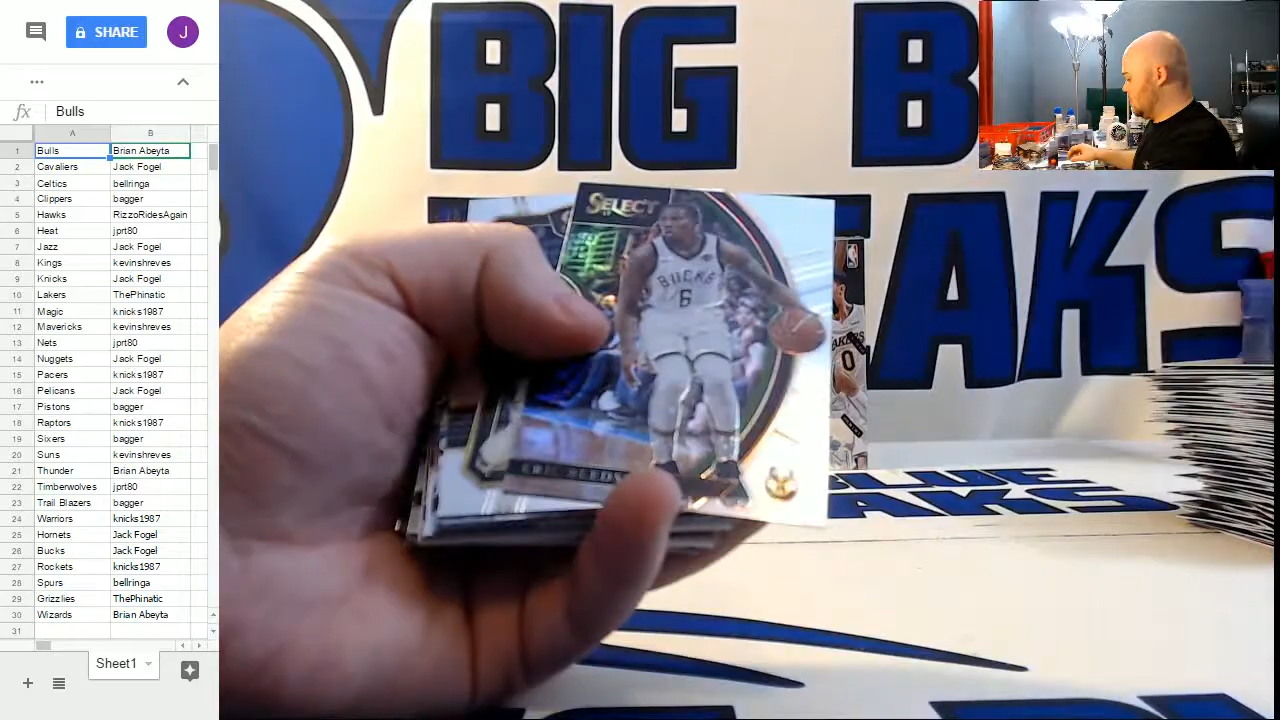 SHARE
J
...
fx Bulls
A B
1 Bulls Brian Abeyta
2 Cavaliers Jack Fogel
3 Celtics bellringa
4 Clippers bagger
5 Hawks RizzoRidesAgain
6 Heat jprt80
7 Jazz Jack Fogel
8 Kings kevinshreves
9 Knicks Jack Fogel
10 Lakers ThePhinatic
11 Magic knicks1987
12 Mavericks kevinshreves
13 Nets jprt80
14 Nuggets Jack Fogel
15 Pacers knicks1987
16 Pelicans Jack Fogel
17 Pistons bagger
18 Raptors knicks1987
19 Sixers bagger
20 Suns kevinshreves
21 Thunder Brian Abeyta
22 Timberwolves jprt80
23 Trail Blazers bagger
24 Warriors knicks1987
25 Hornets Jack Fogel
26 Bucks Jack Fogel
27 Rockets knicks1987
28 Spurs bellringa
29 Grizzlies ThePhinatic
30 Wizards Brian Abeyta
31
Sheet1
BIG B
AKS
SELECT
BUCKS
6
ERIC
0
BLUE
AKS